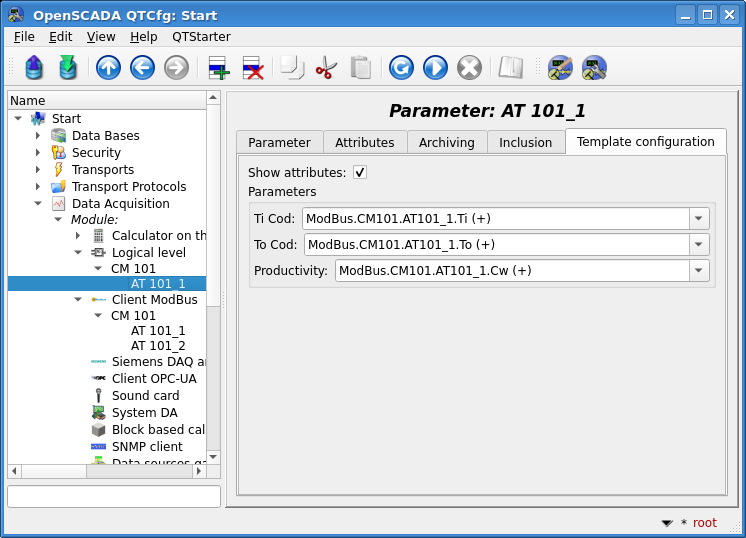 OpenSCADA QTCfg: Start
File Edit View Help QTStarter
Name
Start
Data Bases
Security
Transports
Transport Protocols
Data Acquisition
Module:
Calculator on th
Logical level
CM 101
AT 101_1
Client ModBus
CM 101
AT 101_1
AT 101_2
Siemens DAQ a
Client OPC-UA
Sound card
System DA
Block based cal
SNMP client
Data sources ga
Parameter: AT 101_1
Parameter Attributes Archiving Inclusion Template configuration
Show attributes:
Parameters
Ti Cod: ModBus.CM101.AT101_1.Ti (+)
To Cod: ModBus.CM101.AT101_1.To (+)
Productivity: ModBus.CM101.AT101_1.Cw (+)
* root